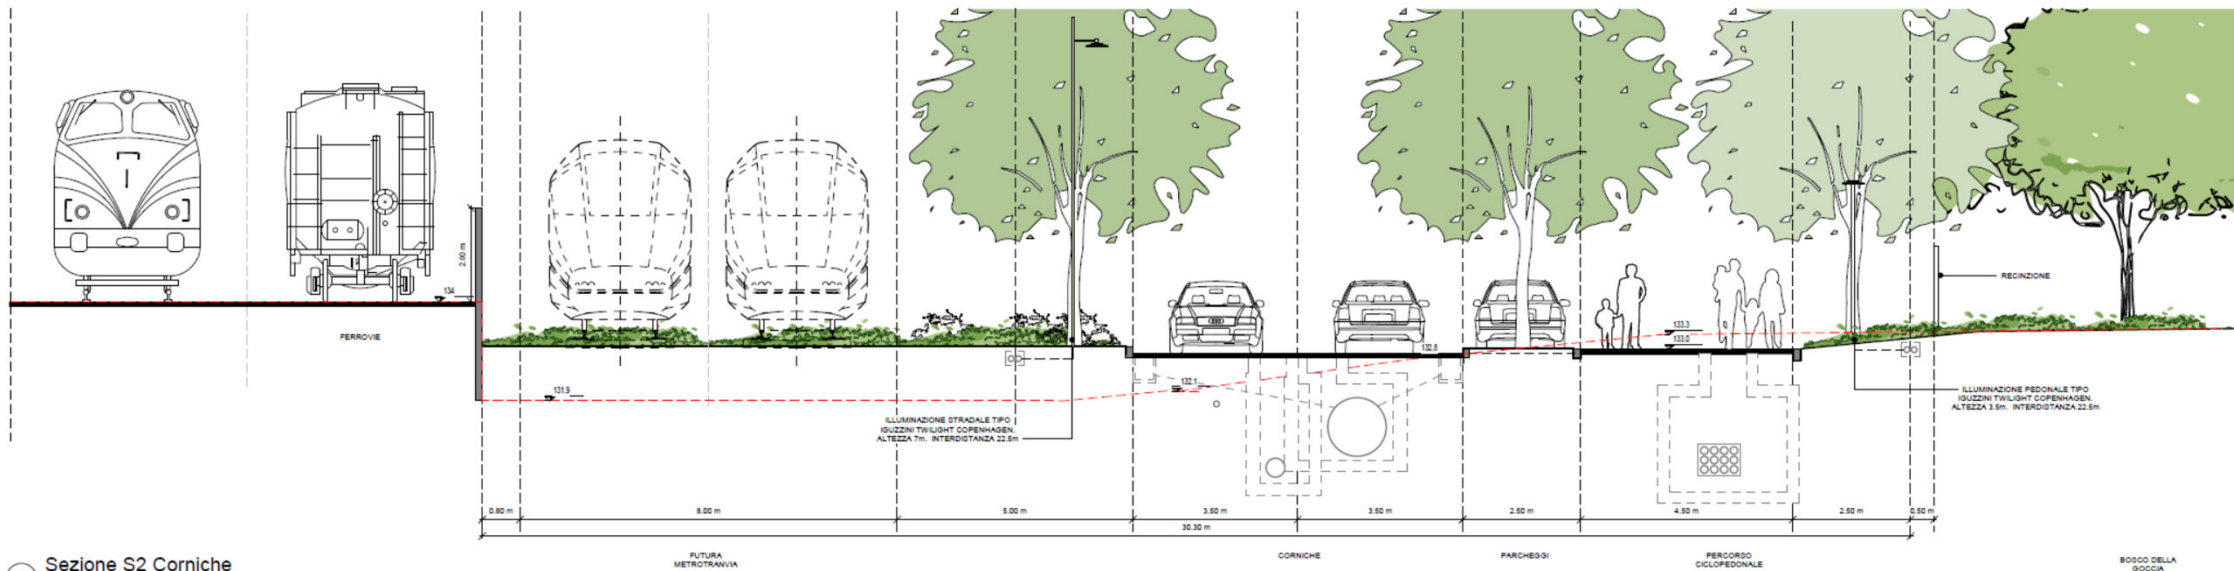 2.00 m
134
FERROVIE
131.9
132.1
132.8
133.3
133.0
RECINZIONE
ILLUMINAZIONE STRADALE TIPO
IGUZZINI TWILIGHT COPENHAGEN.
ALTEZZA 7m. INTERDISTANZA 22.5m
ILLUMINAZIONE PEDONALE TIPO
IGUZZINI TWILIGHT COPENHAGEN.
ALTEZZA 3.5m. INTERDISTANZA 22.5m
0.80 m
8.00 m
5.00 m
3.50 m
3.50 m
2.50 m
4.50 m
2.50 m
0.50 m
30.30 m
FUTURA
METROTRANVIA
CORNICHE
PARCHEGGI
PERCORSO
CICLOPEDONALE
BOSCO DELLA
GOCCIA
Sezione S2 Corniche